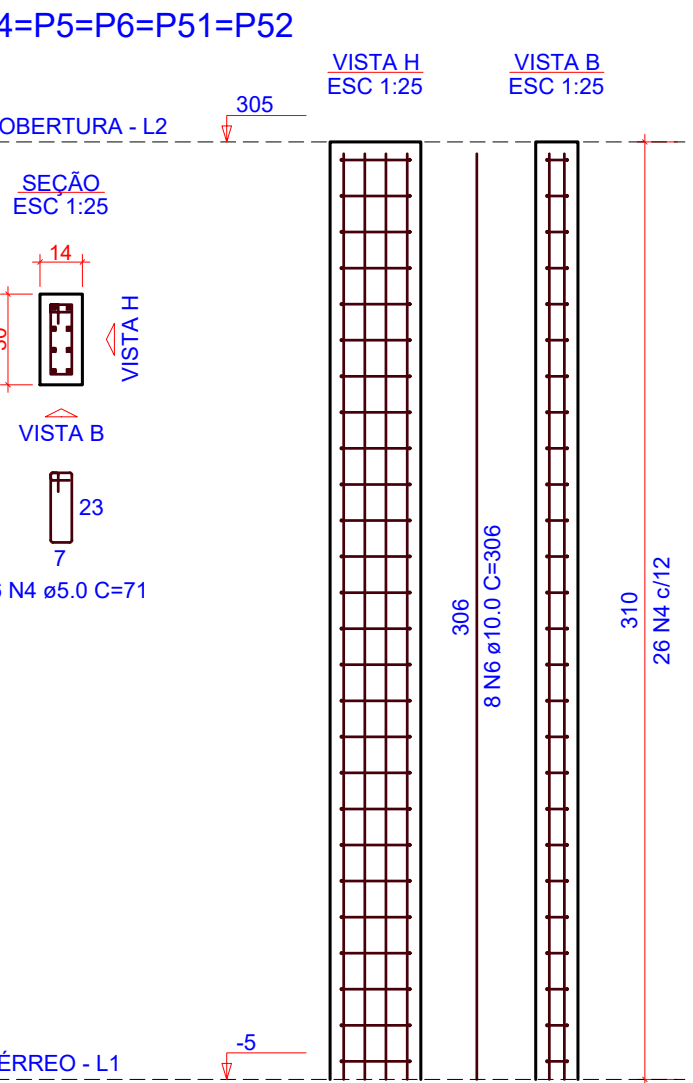 4=P5=P6=P51=P52
VISTA H
ESC 1:25
VISTA B
ESC 1:25
305
OBERTURA - L2
SEÇÃO
ESC 1:25
14
VISTA H
VISTA B
23
7
N4 ø5.0 C=71
306
8 N6 ø10.0 C=306
310
26 N4 c/12
-5
ÉRREO - L1